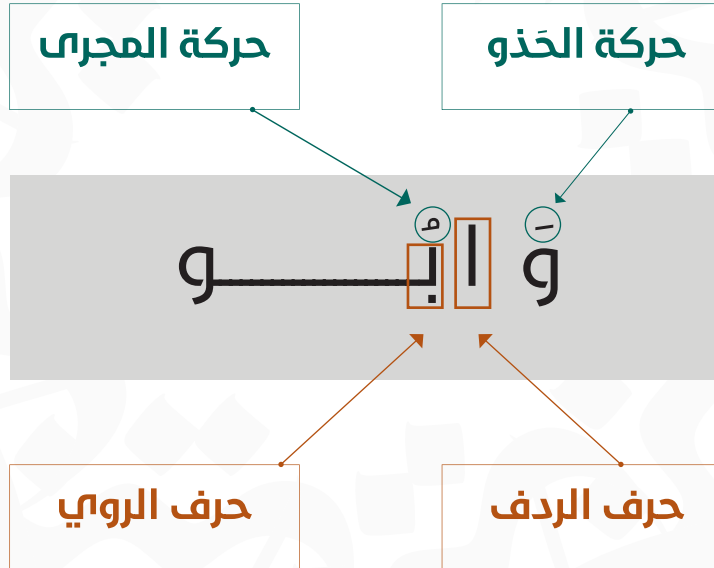 حركة الحَذو
حركة المجرى
وَ ابُـــــو
حرف الردف
حرف الروي